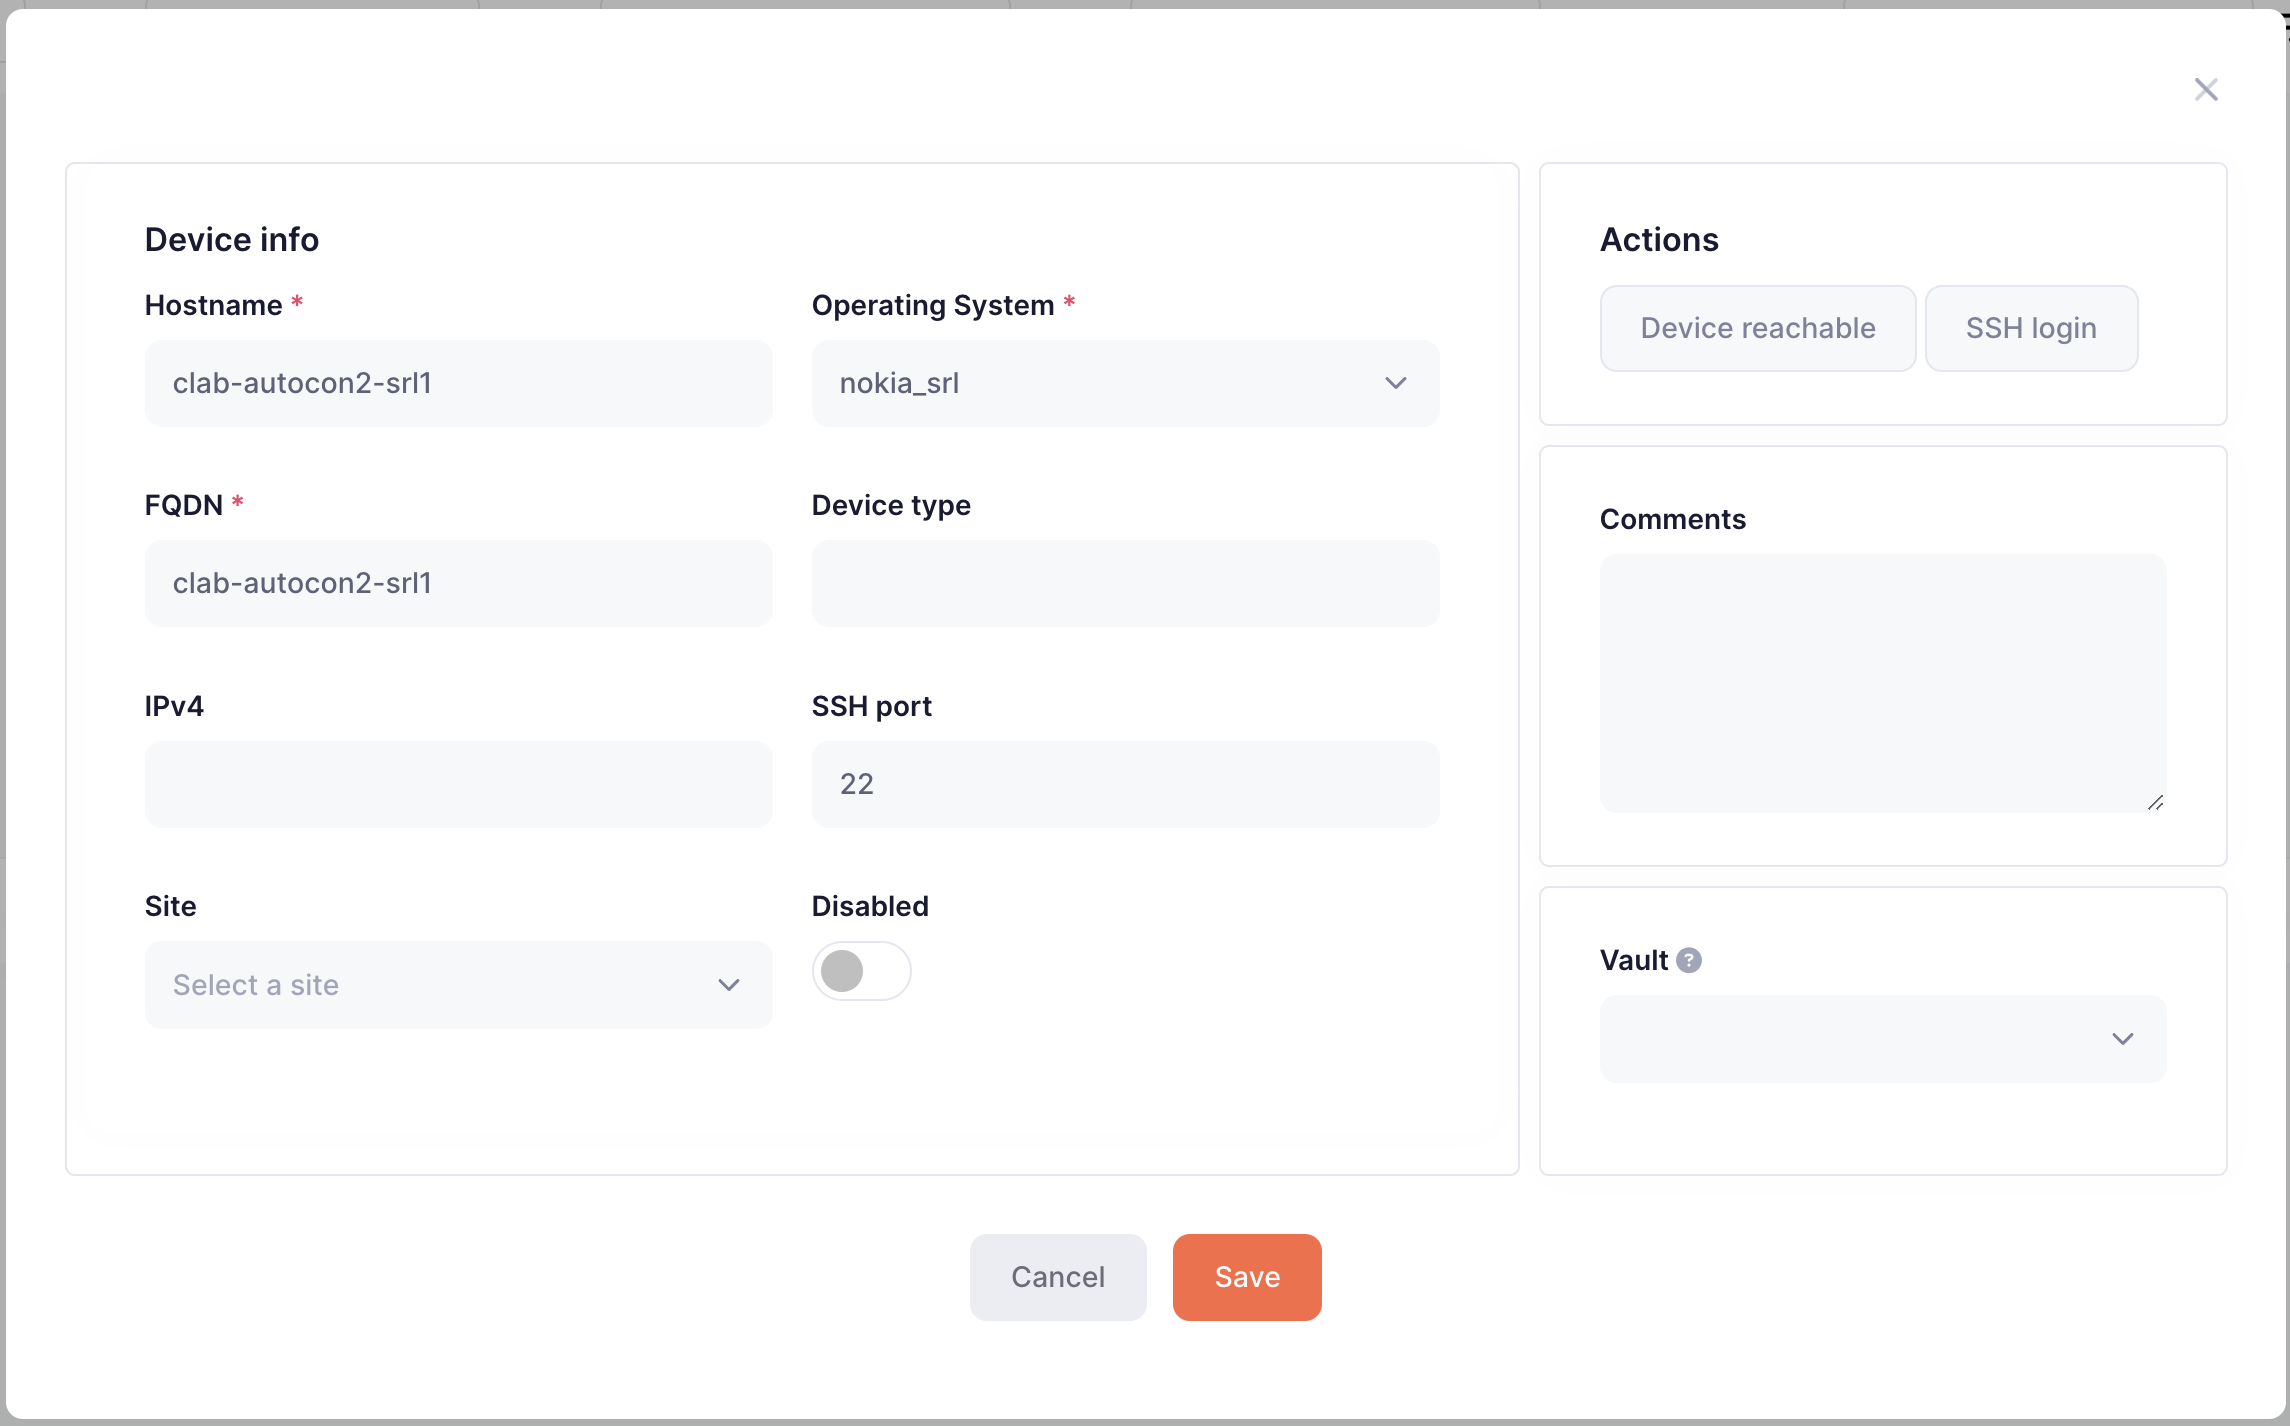 Device info
Hostname *
clab-autocon2-srl1
Operating System *
nokia_srl
FQDN *
clab-autocon2-srl1
Device type
IPv4
SSH port
22
Site
Select a site
Disabled
Actions
Device reachable
SSH login
Comments
Vault ?
Cancel
Save